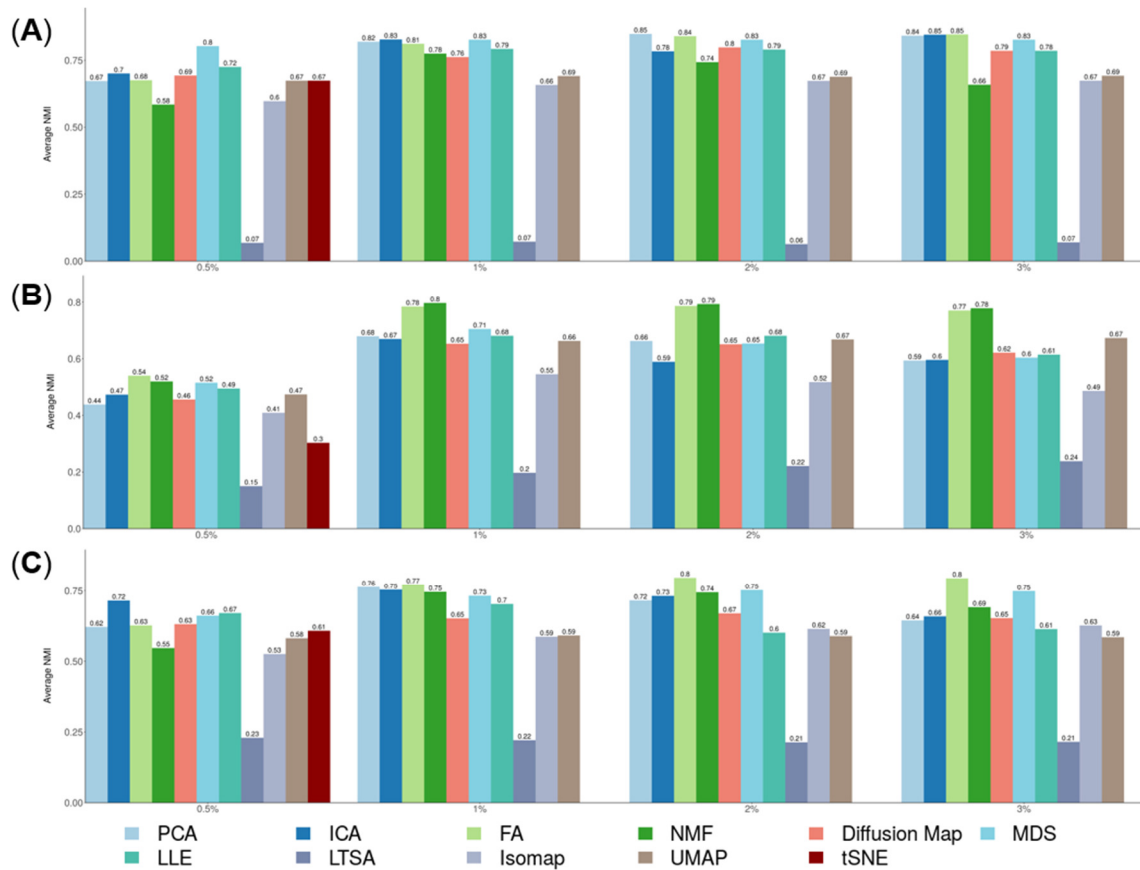 (A)
Average NMI
0.75
0.50
0.25
0.00
0.67 0.7 0.68 0.58 0.69 0.8 0.72 0.07 0.6 0.67 0.67
0.82 0.83 0.81 0.78 0.76 0.83 0.79 0.07 0.66 0.69
0.85 0.78 0.84 0.74 0.8 0.83 0.79 0.06 0.67 0.69
0.84 0.85 0.85 0.66 0.79 0.83 0.78 0.07 0.67 0.69
0.5% 1% 2% 3%
(B)
Average NMI
0.8
0.6
0.4
0.2
0.0
0.44 0.47 0.54 0.52 0.46 0.52 0.49 0.15 0.41 0.47 0.3
0.68 0.67 0.78 0.8 0.65 0.71 0.68 0.2 0.55 0.66
0.66 0.59 0.79 0.79 0.65 0.65 0.68 0.22 0.52 0.67
0.59 0.6 0.77 0.78 0.62 0.6 0.61 0.24 0.49 0.67
0.5% 1% 2% 3%
(C)
Average NMI
0.75
0.50
0.25
0.00
0.62 0.72 0.63 0.55 0.63 0.66 0.67 0.23 0.53 0.58 0.61
0.76 0.75 0.77 0.75 0.65 0.73 0.7 0.22 0.59 0.59
0.72 0.73 0.8 0.74 0.67 0.75 0.6 0.21 0.62 0.59
0.64 0.66 0.8 0.69 0.65 0.75 0.61 0.21 0.63 0.59
0.5% 1% 2% 3%
PCA ICA FA NMF Diffusion Map MDS
LLE LTSA Isomap UMAP tSNE